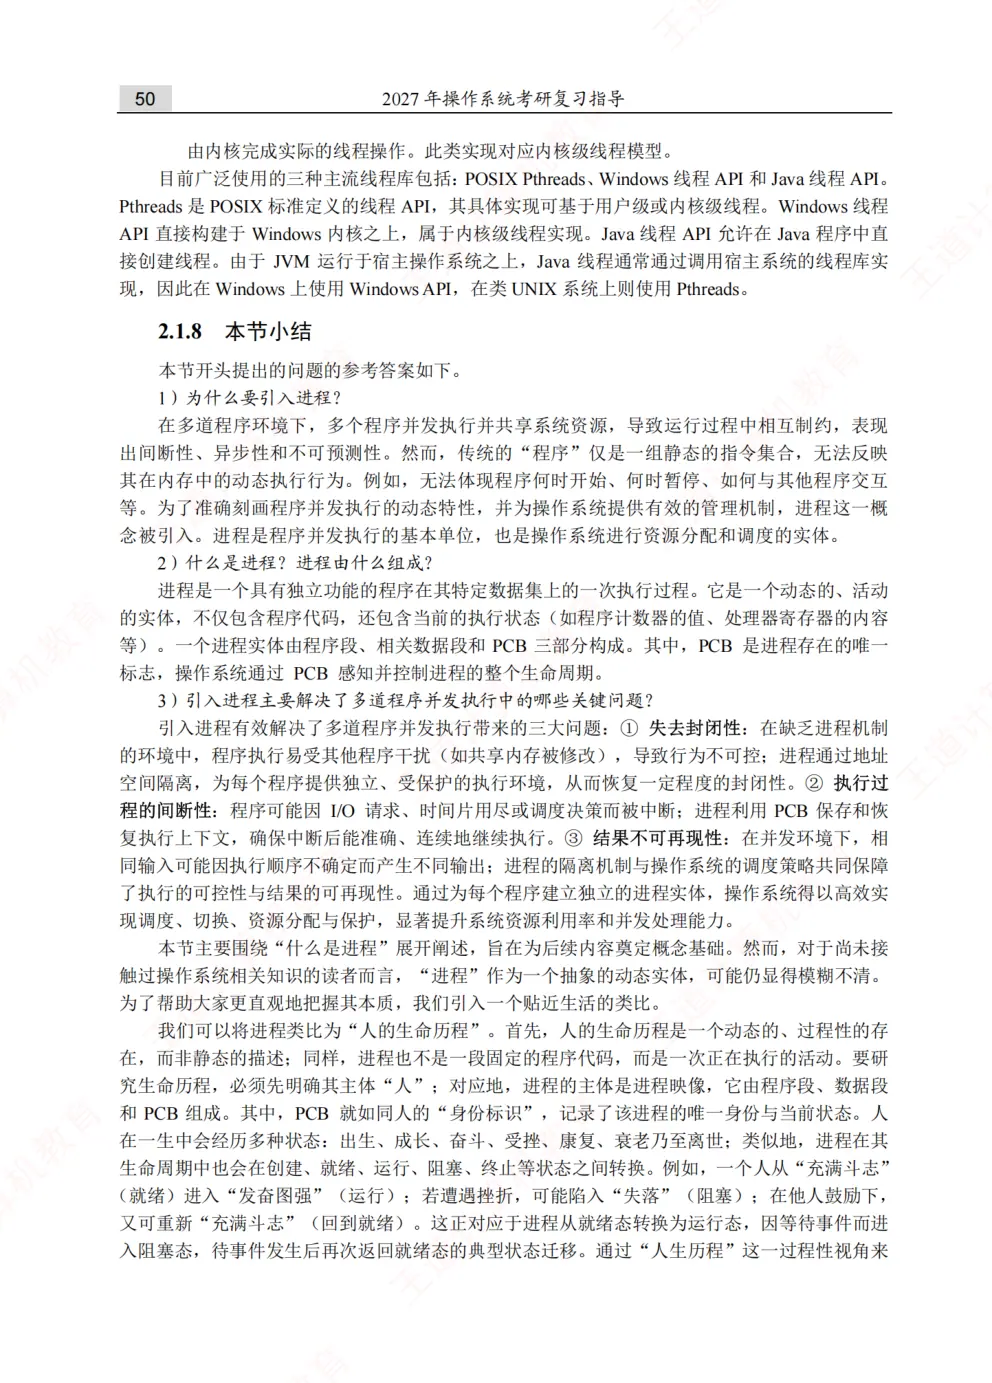 50
2027 年操作系统考研复习指导
由内核完成实际的线程操作。此类实现对应内核级线程模型。
目前广泛使用的三种主流线程库包括：POSIX Pthreads、Windows 线程 API 和 Java 线程 API。
Pthreads 是 POSIX 标准定义的线程 API，其具体实现可基于用户级或内核级线程。Windows 线程
API 直接构建于 Windows 内核之上，属于内核级线程实现。Java 线程 API 允许在 Java 程序中直
接创建线程。由于 JVM 运行于宿主操作系统之上，Java 线程通常通过调用宿主系统的线程库实
现，因此在 Windows 上使用 Windows API，在类 UNIX 系统上则使用 Pthreads。
2.1.8 本节小结
本节开头提出的问题的参考答案如下。
1）为什么要引入进程？
在多道程序环境下，多个程序并发执行并共享系统资源，导致运行过程中相互制约，表现
出间断性、异步性和不可预测性。然而，传统的“程序”仅是一组静态的指令集合，无法反映
其在内存中的动态执行行为。例如，无法体现程序何时开始、何时暂停、如何与其他程序交互
等。为了准确刻画程序并发执行的动态特性，并为操作系统提供有效的管理机制，进程这一概
念被引入。进程是程序并发执行的基本单位，也是操作系统进行资源分配和调度的实体。
2）什么是进程？进程由什么组成？
进程是一个具有独立功能的程序在其特定数据集上的一次执行过程。它是一个动态的、活动
的实体，不仅包含程序代码，还包含当前的执行状态（如程序计数器的值、处理器寄存器的内容
等）。一个进程实体由程序段、相关数据段和 PCB 三部分构成。其中，PCB 是进程存在的唯一
标志，操作系统通过 PCB 感知并控制进程的整个生命周期。
3）引入进程主要解决了多道程序并发执行中的哪些关键问题？
引入进程有效解决了多道程序并发执行带来的三大问题：① 失去封闭性：在缺乏进程机制
的环境中，程序执行易受其他程序干扰（如共享内存被修改），导致行为不可控；进程通过地址
空间隔离，为每个程序提供独立、受保护的执行环境，从而恢复一定程度的封闭性。② 执行过
程的间断性：程序可能因 I/O 请求、时间片用尽或调度决策而被中断；进程利用 PCB 保存和恢
复执行上下文，确保中断后能准确、连续地继续执行。③ 结果不可再现性：在并发环境下，相
同输入可能因执行顺序不确定而产生不同输出；进程的隔离机制与操作系统的调度策略共同保障
了执行的可控性与结果的可再现性。通过为每个程序建立独立的进程实体，操作系统得以高效实
现调度、切换、资源分配与保护，显著提升系统资源利用率和并发处理能力。
本节主要围绕“什么是进程”展开阐述，旨在为后续内容奠定概念基础。然而，对于尚未接
触过操作系统相关知识的读者而言，“进程”作为一个抽象的动态实体，可能仍显得模糊不清。
为了帮助大家更直观地把握其本质，我们引入一个贴近生活的类比。
我们可以将进程类比为“人的生命历程”。首先，人的生命历程是一个动态的、过程性的存
在，而非静态的描述；同样，进程也不是一段固定的程序代码，而是一次正在执行的活动。要研
究生命历程，必须先明确其主体“人”；对应地，进程的主体是进程映像，它由程序段、数据段
和 PCB 组成。其中，PCB 就如同人的“身份标识”，记录了该进程的唯一身份与当前状态。人
在一生中会经历多种状态：出生、成长、奋斗、受挫、康复、衰老乃至离世；类似地，进程在其
生命周期中也会在创建、就绪、运行、阻塞、终止等状态之间转换。例如，一个人从“充满斗志”
（就绪）进入“发奋图强”（运行）；若遭遇挫折，可能陷入“失落”（阻塞）；在他人鼓励下，
又可重新“充满斗志”（回到就绪）。这正对应于进程从就绪态转换为运行态，因等待事件而进
入阻塞态，待事件发生后再次返回就绪态的典型状态迁移。通过“人生历程”这一过程性视角来